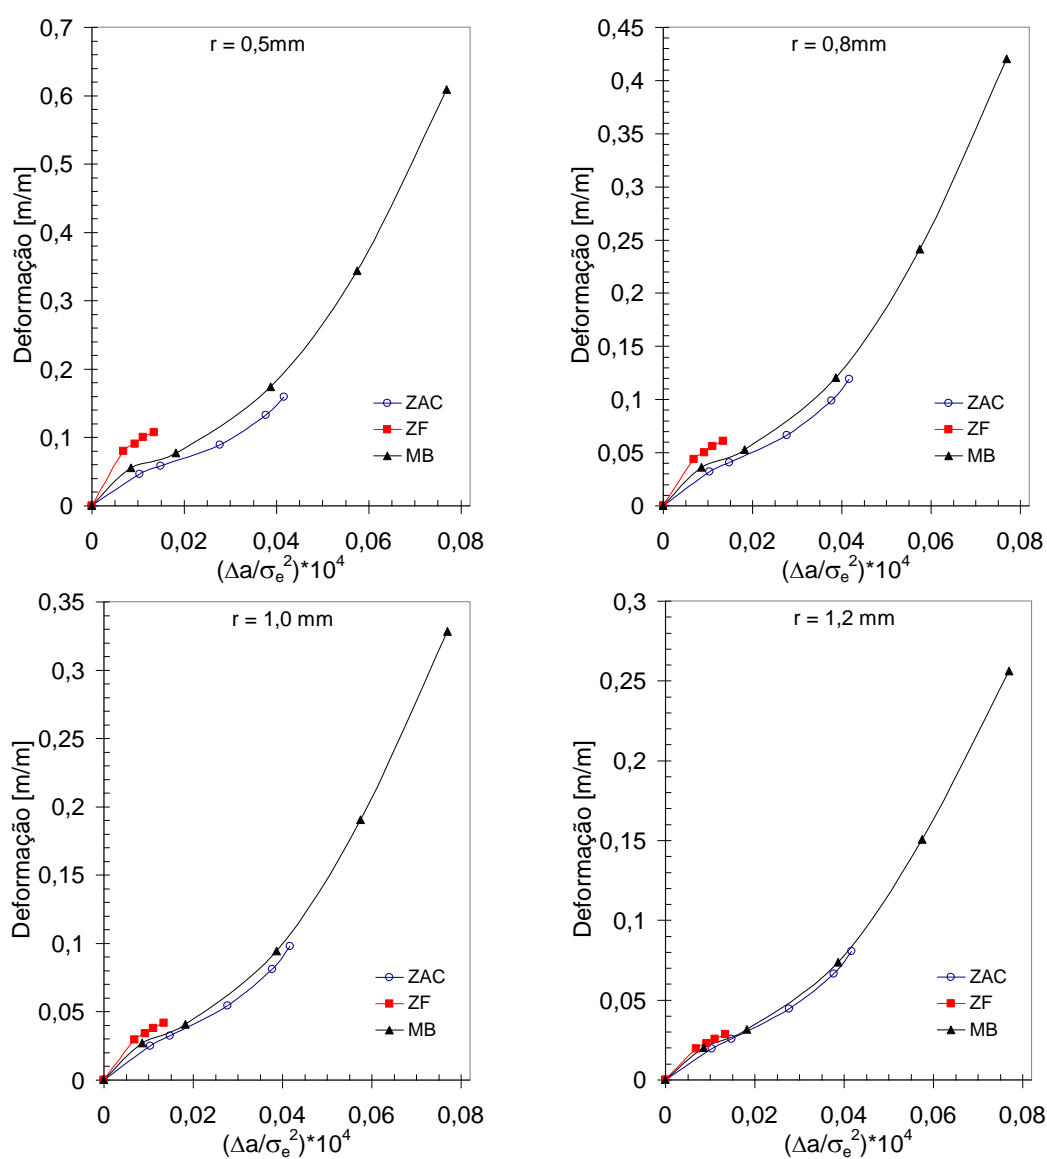 r = 0,5mm
0,7
0,6
0,5
0,4
0,3
0,2
0,1
0
Deformação [m/m]
ZAC
ZF
MB
0 0,02 0,04 0,06 0,08
(Δa/σₑ²)*10⁴
r = 0,8mm
0,45
0,4
0,35
0,3
0,25
0,2
0,15
0,1
0,05
0
Deformação [m/m]
ZAC
ZF
MB
0 0,02 0,04 0,06 0,08
(Δa/σₑ²)*10⁴
r = 1,0 mm
0,35
0,3
0,25
0,2
0,15
0,1
0,05
0
Deformação [m/m]
ZAC
ZF
MB
0 0,02 0,04 0,06 0,08
(Δa/σₑ²)*10⁴
r = 1,2 mm
0,3
0,25
0,2
0,15
0,1
0,05
0
Deformação [m/m]
ZAC
ZF
MB
0 0,02 0,04 0,06 0,08
(Δa/σₑ²)*10⁴